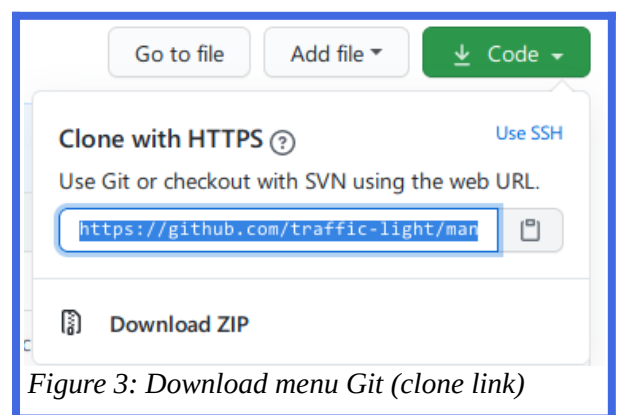 Go to file Add file Code
Clone with HTTPS ? Use SSH
Use Git or checkout with SVN using the web URL.
https://github.com/traffic-light/man
Download ZIP
Figure 3: Download menu Git (clone link)